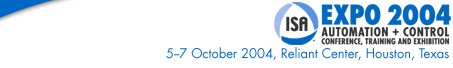 ISA
EXPO 2004
AUTOMATION + CONTROL
CONFERENCE, TRAINING AND EXHIBITION
5–7 October 2004, Reliant Center, Houston, Texas